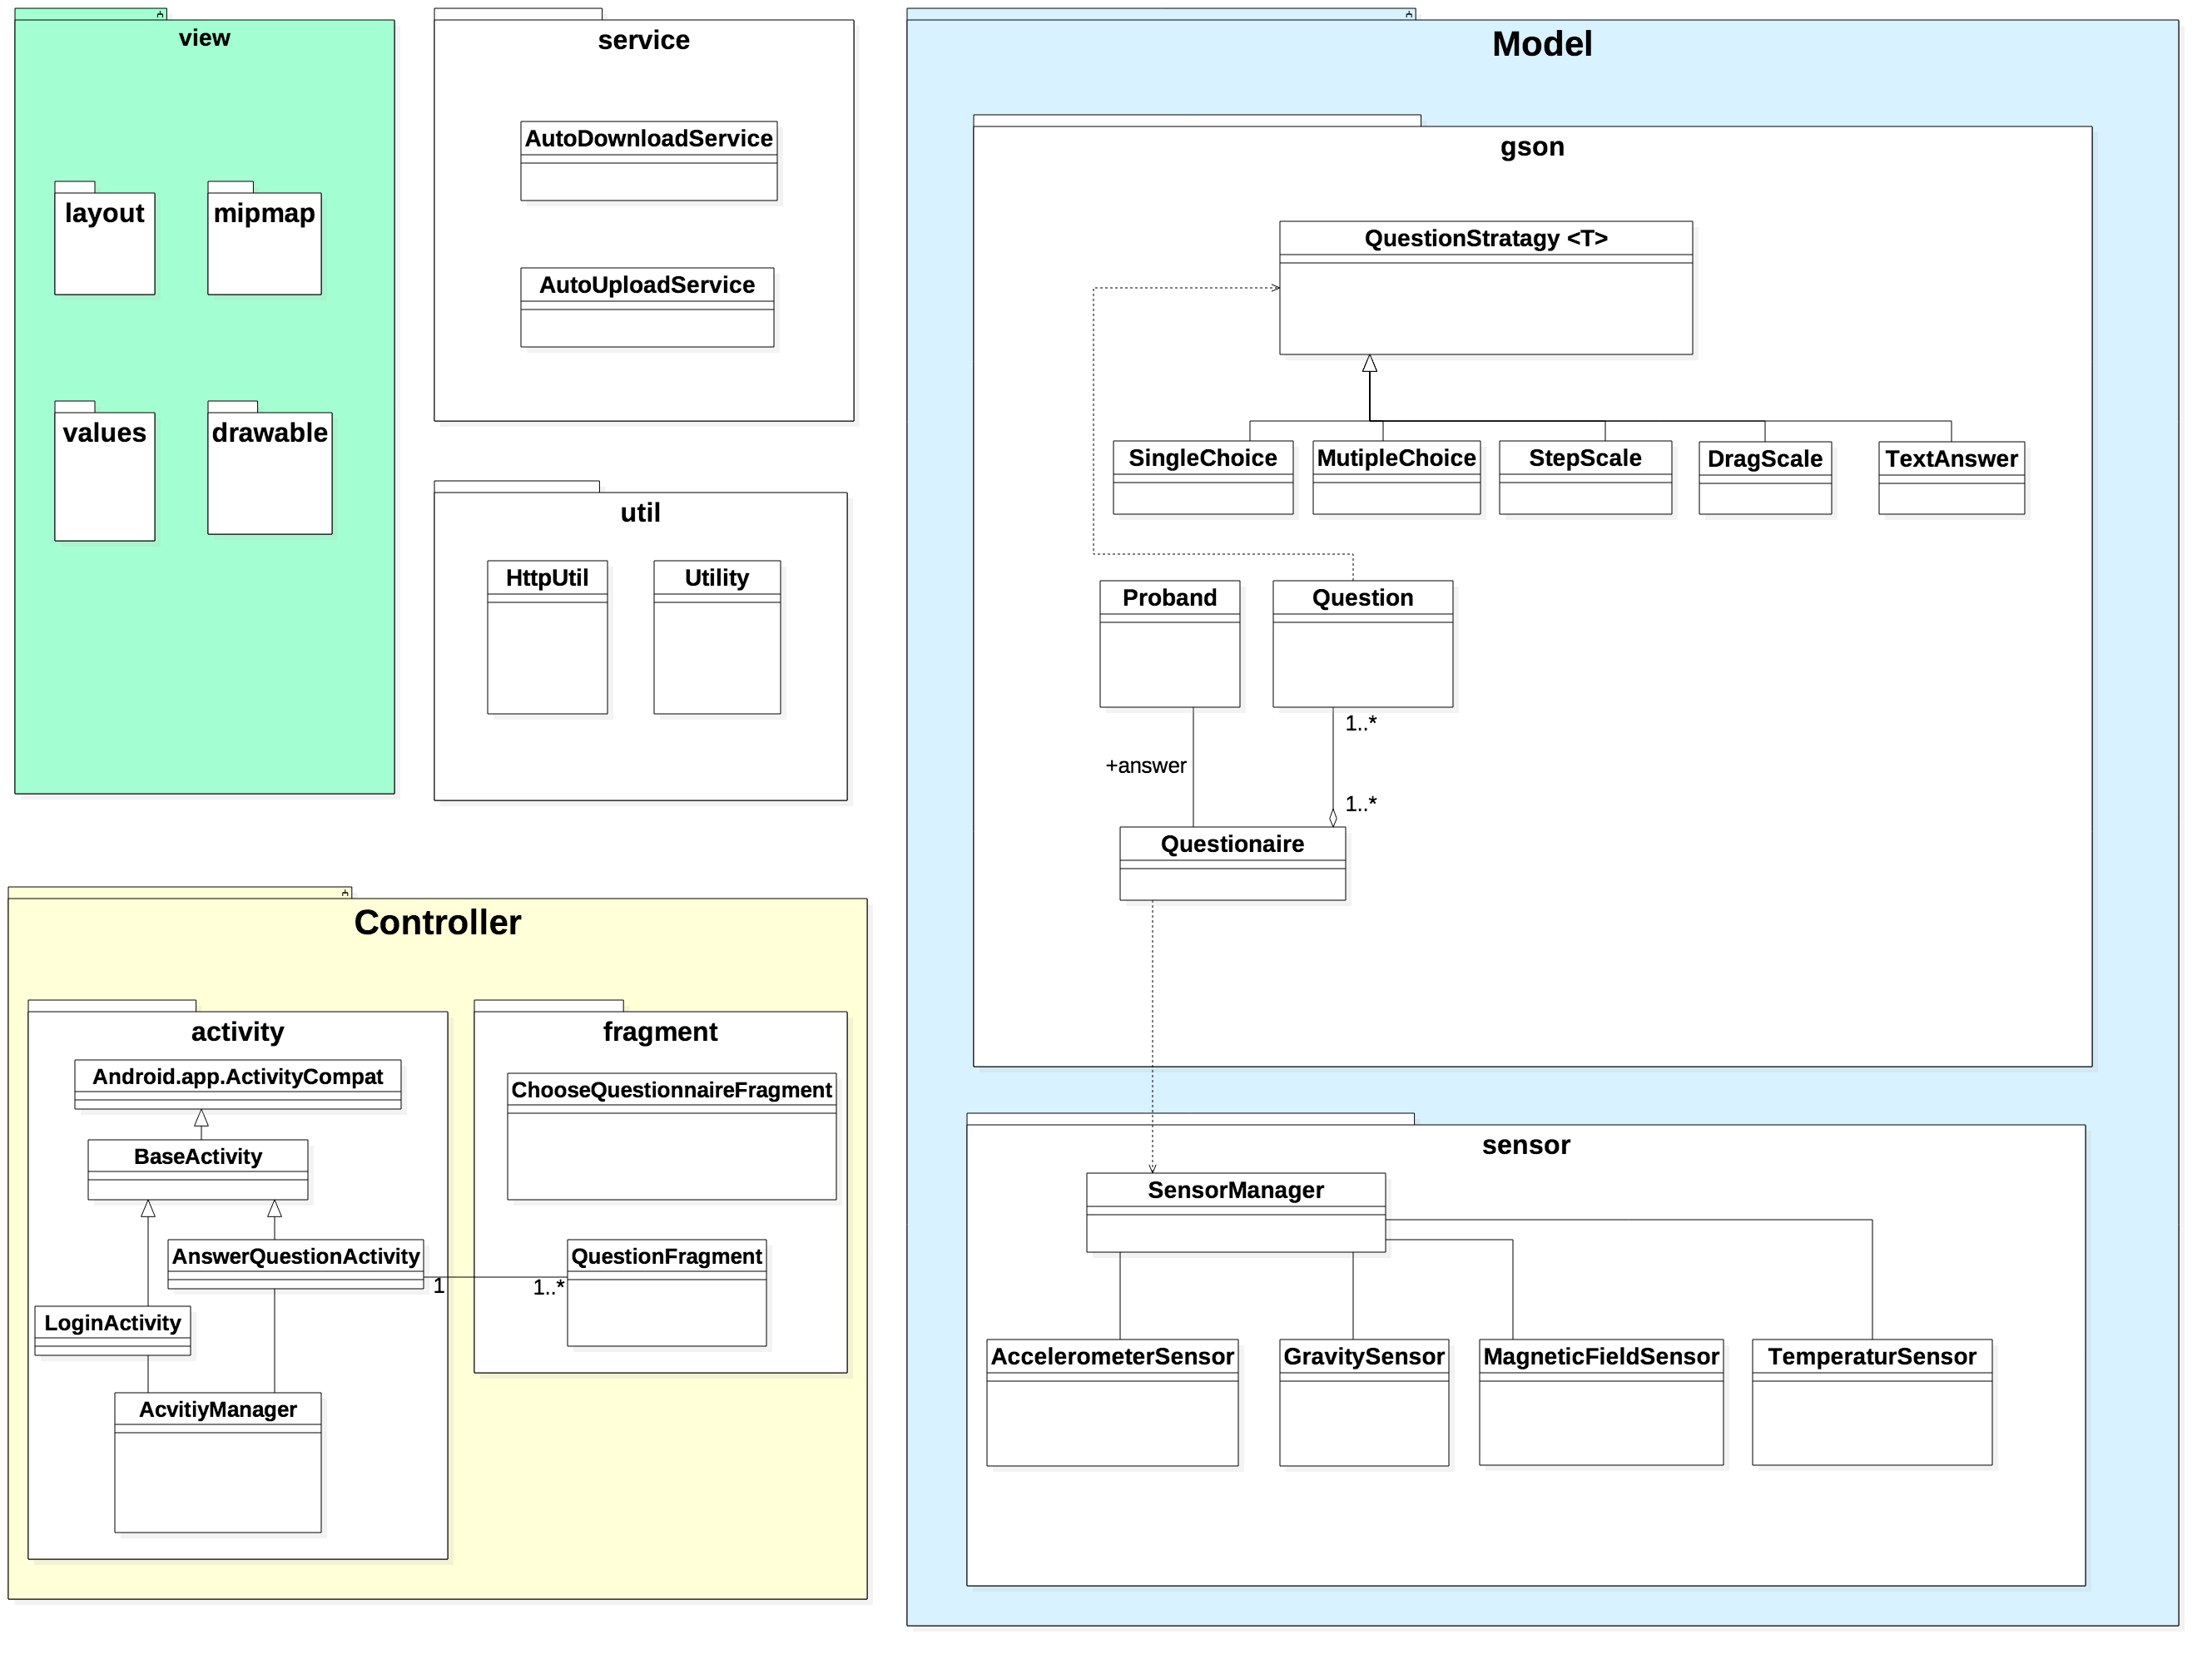 view
layout
mipmap
values
drawable
service
AutoDownloadService
AutoUploadService
util
HttpUtil
Utility
Model
gson
QuestionStratagy <T>
SingleChoice
MutipleChoice
StepScale
DragScale
TextAnswer
Proband
Question
1..*
+answer
1..*
Questionaire
sensor
SensorManager
AccelerometerSensor
GravitySensor
MagneticFieldSensor
TemperaturSensor
Controller
activity
Android.app.ActivityCompat
BaseActivity
AnswerQuestionActivity
1
1..*
LoginActivity
AcvitiyManager
fragment
ChooseQuestionnaireFragment
QuestionFragment